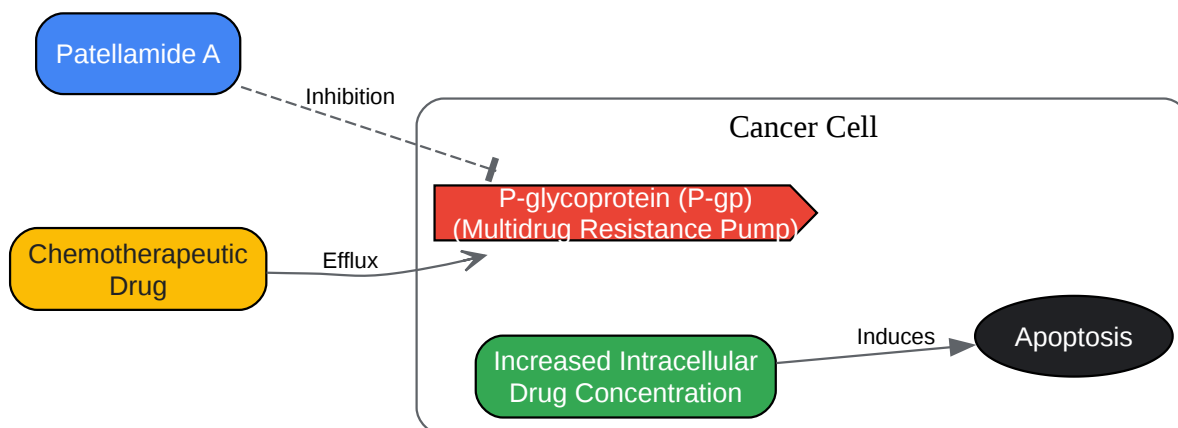 Patellamide A
Inhibition
Cancer Cell
P-glycoprotein (P-gp)
(Multidrug Resistance Pump)
Chemotherapeutic
Drug
Efflux
Increased Intracellular
Drug Concentration
Induces
Apoptosis